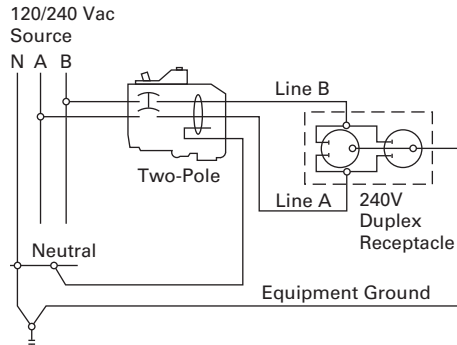 120/240 Vac
Source
N A B
Line B
Two-Pole
Line A
240V
Duplex
Receptacle
Neutral
Equipment Ground